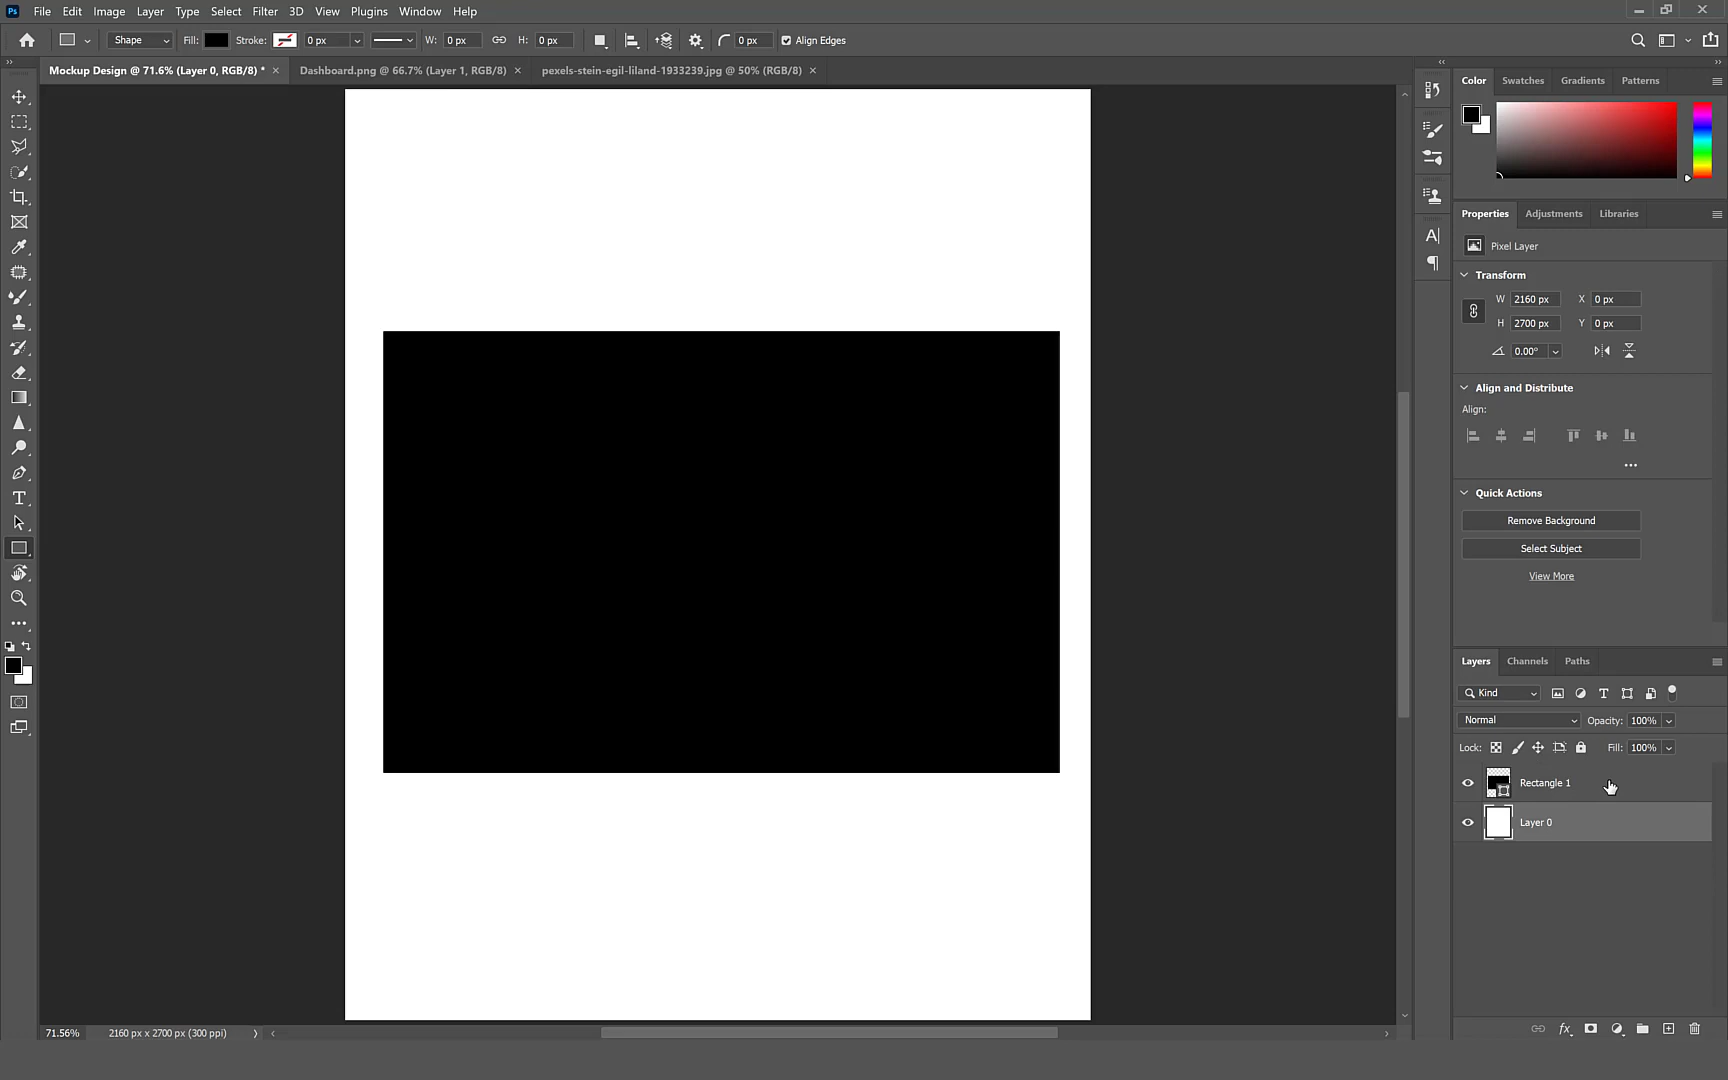 Ps File Edit Image Layer Type Select Filter 3D View Plugins Window Help
Shape Fill: Stroke: 0 px W: 0 px H: 0 px 0 px Align Edges
Mockup Design @ 71.6% (Layer 0, RGB/8) * × Dashboard.png @ 66.7% (Layer 1, RGB/8) × pexels-stein-egil-liland-1933239.jpg @ 50% (RGB/8) ×
Color Swatches Gradients Patterns
Properties Adjustments Libraries
Pixel Layer
Transform
W 2160 px X 0 px
H 2700 px Y 0 px
0.00°
Align and Distribute
Align:
Quick Actions
Remove Background
Select Subject
View More
Layers Channels Paths
Kind
Normal Opacity: 100%
Lock: Fill: 100%
Rectangle 1
Layer 0
71.56% 2160 px x 2700 px (300 ppi)